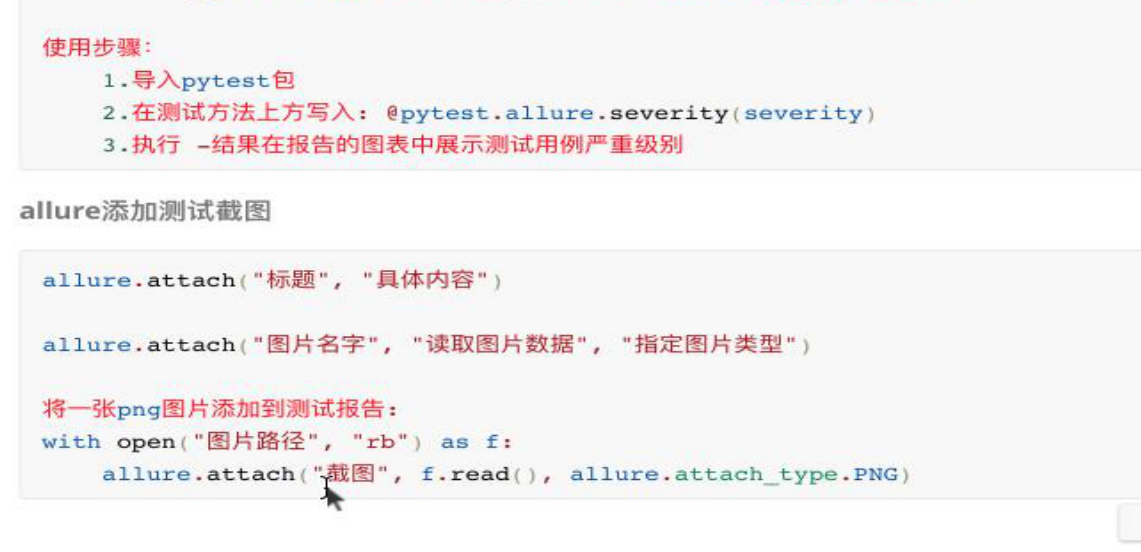 使用步骤:
1.导入pytest包
2.在测试方法上方写入: @pytest.allure.severity(severity)
3.执行 -结果在报告的图表中展示测试用例严重级别
allure添加测试截图
allure.attach("标题", "具体内容")
allure.attach("图片名字", "读取图片数据", "指定图片类型")
将一张png图片添加到测试报告:
with open("图片路径", "rb") as f:
allure.attach("截图", f.read(), allure.attach_type.PNG)